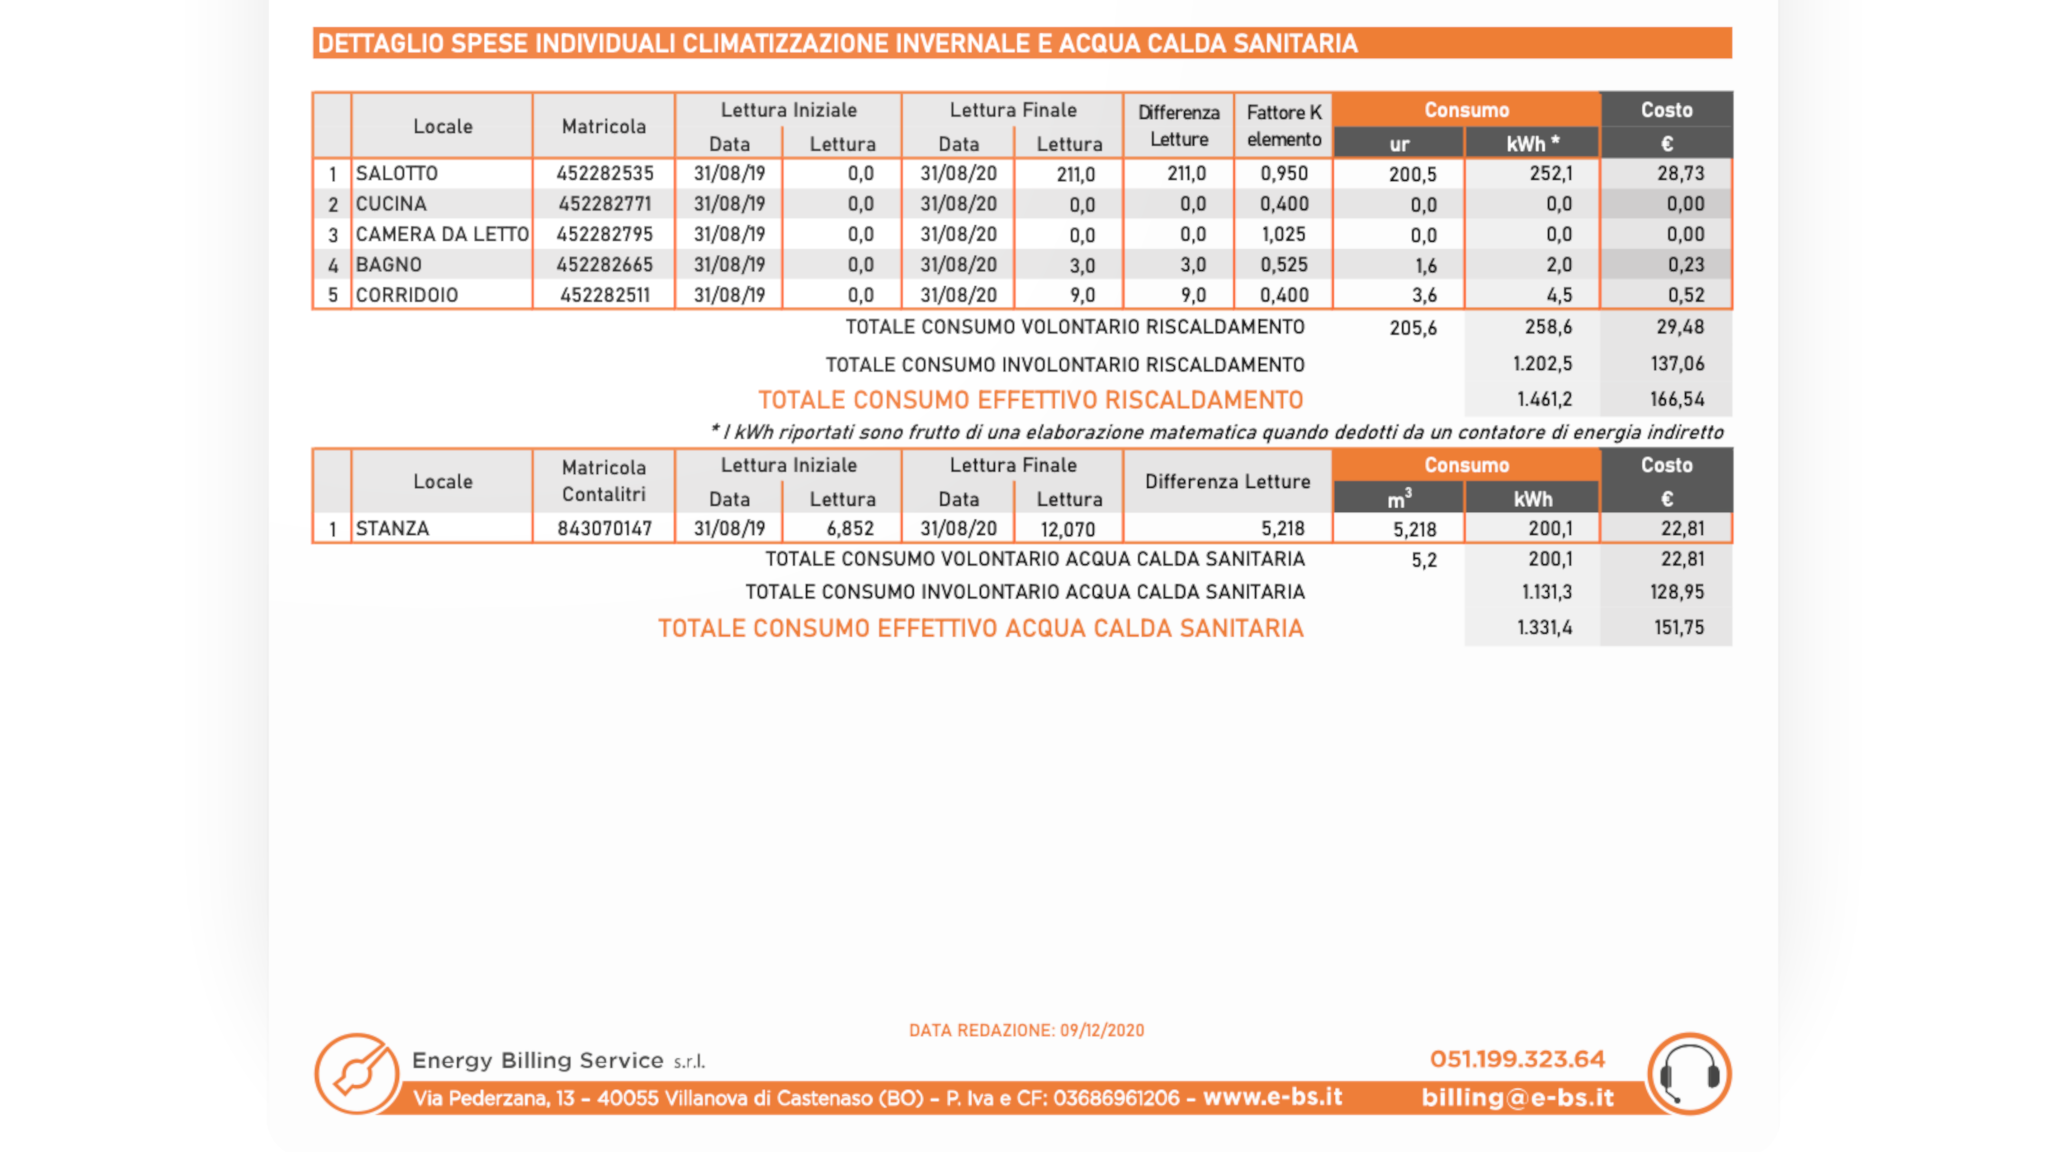 DETTAGLIO SPESE INDIVIDUALI CLIMATIZZAZIONE INVERNALE E ACQUA CALDA SANITARIA
Locale Matricola Lettura Iniziale Lettura Finale Differenza Letture Fattore K elemento Consumo Costo
Data Lettura Data Lettura ur kWh * €
1 SALOTTO 452282535 31/08/19 0,0 31/08/20 211,0 211,0 0,950 200,5 252,1 28,73
2 CUCINA 452282771 31/08/19 0,0 31/08/20 0,0 0,0 0,400 0,0 0,0 0,00
3 CAMERA DA LETTO 452282795 31/08/19 0,0 31/08/20 0,0 0,0 1,025 0,0 0,0 0,00
4 BAGNO 452282665 31/08/19 0,0 31/08/20 3,0 3,0 0,525 1,6 2,0 0,23
5 CORRIDOIO 452282511 31/08/19 0,0 31/08/20 9,0 9,0 0,400 3,6 4,5 0,52
TOTALE CONSUMO VOLONTARIO RISCALDAMENTO 205,6 258,6 29,48
TOTALE CONSUMO INVOLONTARIO RISCALDAMENTO 1.202,5 137,06
TOTALE CONSUMO EFFETTIVO RISCALDAMENTO 1.461,2 166,54
* I kWh riportati sono frutto di una elaborazione matematica quando dedotti da un contatore di energia indiretto
Locale Matricola Contalitri Lettura Iniziale Lettura Finale Differenza Letture Consumo Costo
Data Lettura Data Lettura m³ kWh €
1 STANZA 843070147 31/08/19 6,852 31/08/20 12,070 5,218 5,218 200,1 22,81
TOTALE CONSUMO VOLONTARIO ACQUA CALDA SANITARIA 5,2 200,1 22,81
TOTALE CONSUMO INVOLONTARIO ACQUA CALDA SANITARIA 1.131,3 128,95
TOTALE CONSUMO EFFETTIVO ACQUA CALDA SANITARIA 1.331,4 151,75
DATA REDAZIONE: 09/12/2020
Energy Billing Service s.r.l. 051.199.323.64
Via Pederzana, 13 - 40055 Villanova di Castenaso (BO) - P. Iva e CF: 03686961206 - www.e-bs.it billing@e-bs.it